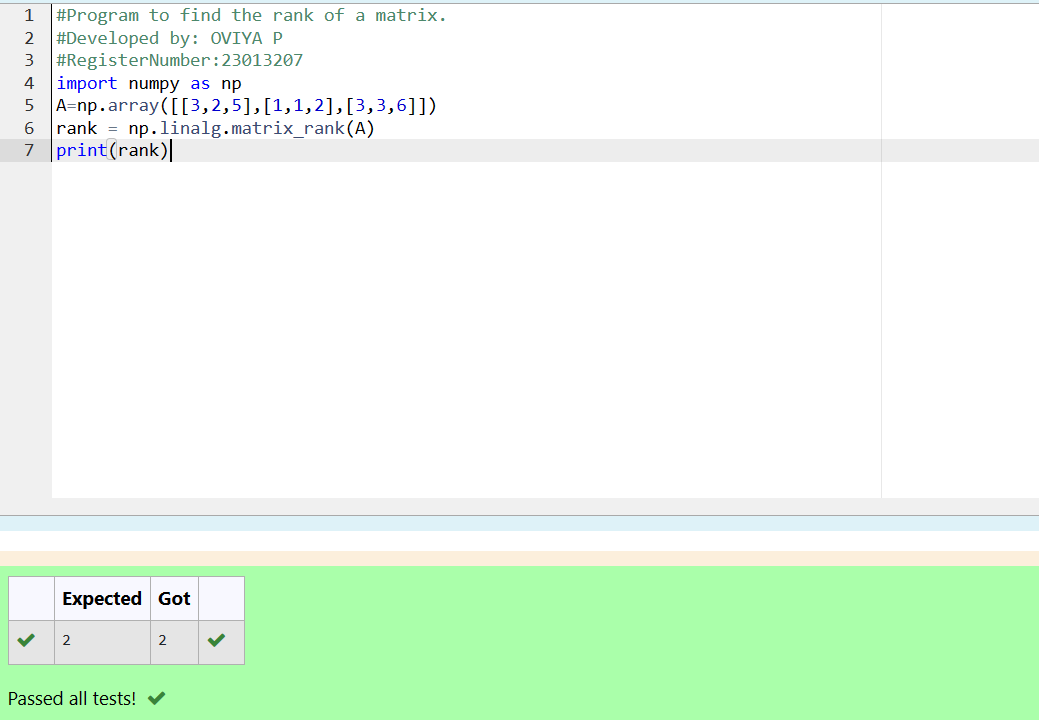 1 #Program to find the rank of a matrix.
2 #Developed by: OVIYA P
3 #RegisterNumber:23013207
4 import numpy as np
5 A=np.array([[3,2,5],[1,1,2],[3,3,6]])
6 rank = np.linalg.matrix_rank(A)
7 print(rank)
Expected Got
2 2
Passed all tests!